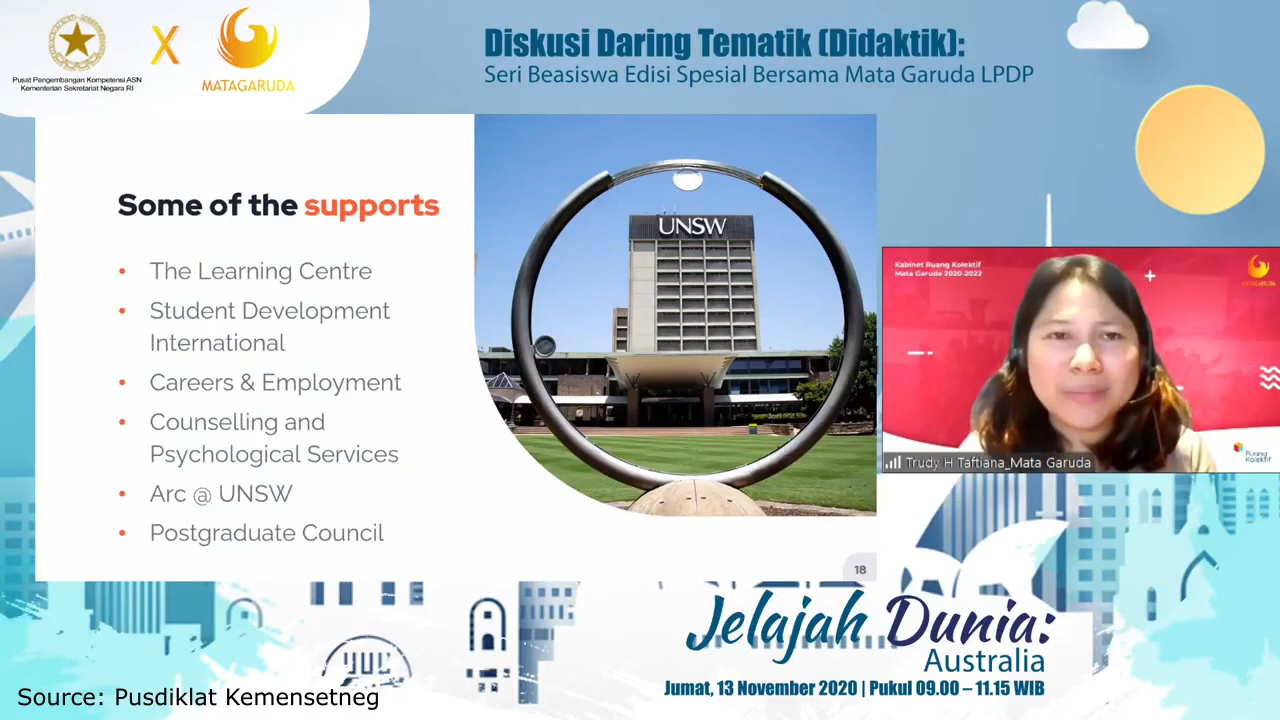 Pusat Pengembangan Kompetensi ASN
Kementerian Sekretariat Negara RI
X
MATAGARUDA
Diskusi Daring Tematik (Didaktik):
Seri Beasiswa Edisi Spesial Bersama Mata Garuda LPDP
Some of the supports
• The Learning Centre
• Student Development
International
• Careers & Employment
• Counselling and
Psychological Services
• Arc @ UNSW
• Postgraduate Council
UNSW
18
Kabinet Ruang Kolektif
Mata Garuda 2020-2022
MATAGARUDA
Ruang
Kolektif
Trudy H Taftiana_Mata Garuda
Jelajah Dunia:
Australia
Jumat, 13 November 2020 | Pukul 09.00 – 11.15 WIB
Source: Pusdiklat Kemensetneg